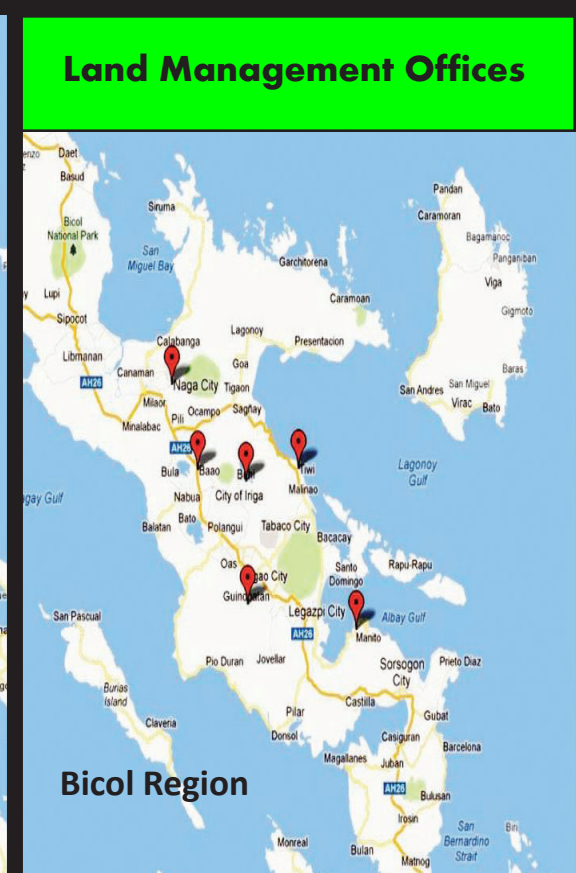 Land Management Offices
Daet
Basud
Bicol
National Park
Siruma
San
Miguel Bay
Garchitorena
Pandan
Caramoran
Bagamanoc
Panganiban
Viga
Gigmoto
Caramoan
Lupi
Sipocot
Lagonoy
Presentacion
Calabanga
Libmanan
Goa
Canaman
AH26
Naga City
Tigaon
Baras
San Andres
San Miguel
Virac
Bato
Milaor
Ocampo
Sagñay
Pili
Minalabac
AH26
Bula
Baao
Tiwi
Lagonoy
Gulf
Nabua
City of Iriga
Malinao
Balatan
Bato
Polangui
Tabaco City
Bacacay
Oas
Santo
Domingo
Rapu-Rapu
Legazpi City
Albay Gulf
San Pascual
AH26
Manito
Pio Duran
Jovellar
Sorsogon
City
Prieto Diaz
Burias
Island
Castilla
Pilar
Claveria
Gubat
Donsol
Casiguran
Barcelona
Magallanes
Juban
Bicol Region
AH26
Bulusan
Irosin
San
Bernardino
Strait
Monreal
Bulan
Matnog